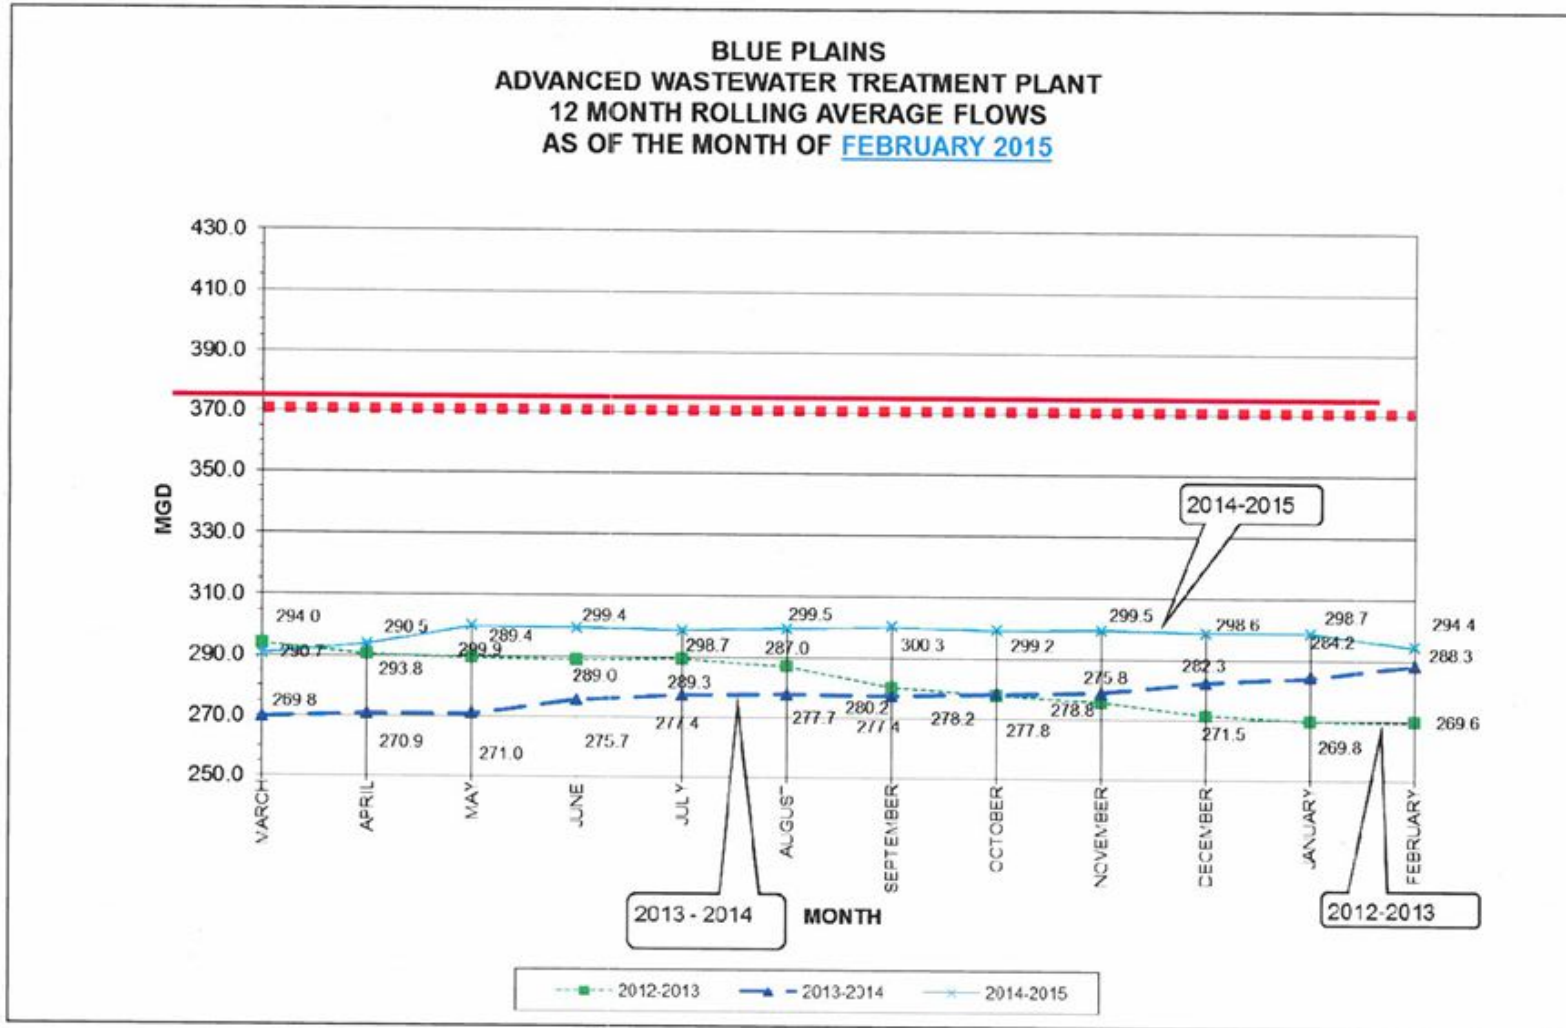 BLUE PLAINS
ADVANCED WASTEWATER TREATMENT PLANT
12 MONTH ROLLING AVERAGE FLOWS
AS OF THE MONTH OF FEBRUARY 2015
430.0
410.0
390.0
370.0
350.0
330.0
310.0
290.0
270.0
250.0
MGD
2014-2015
294.0
290.5
289.4
299.4
298.7
299.5
287.0
300.3
299.2
299.5
298.6
298.7
284.2
294.4
290.7
293.8
299.9
289.0
289.3
280.2
278.2
275.8
282.3
288.3
269.8
270.9
271.0
275.7
277.4
277.7
277.4
277.8
278.8
271.5
269.8
269.6
MARCH
APRIL
MAY
JUNE
JULY
AUGUST
SEPTEMBER
OCTOBER
NOVEMBER
DECEMBER
JANUARY
FEBRUARY
2013 - 2014
MONTH
2012-2013
2012-2013
2013-2014
2014-2015